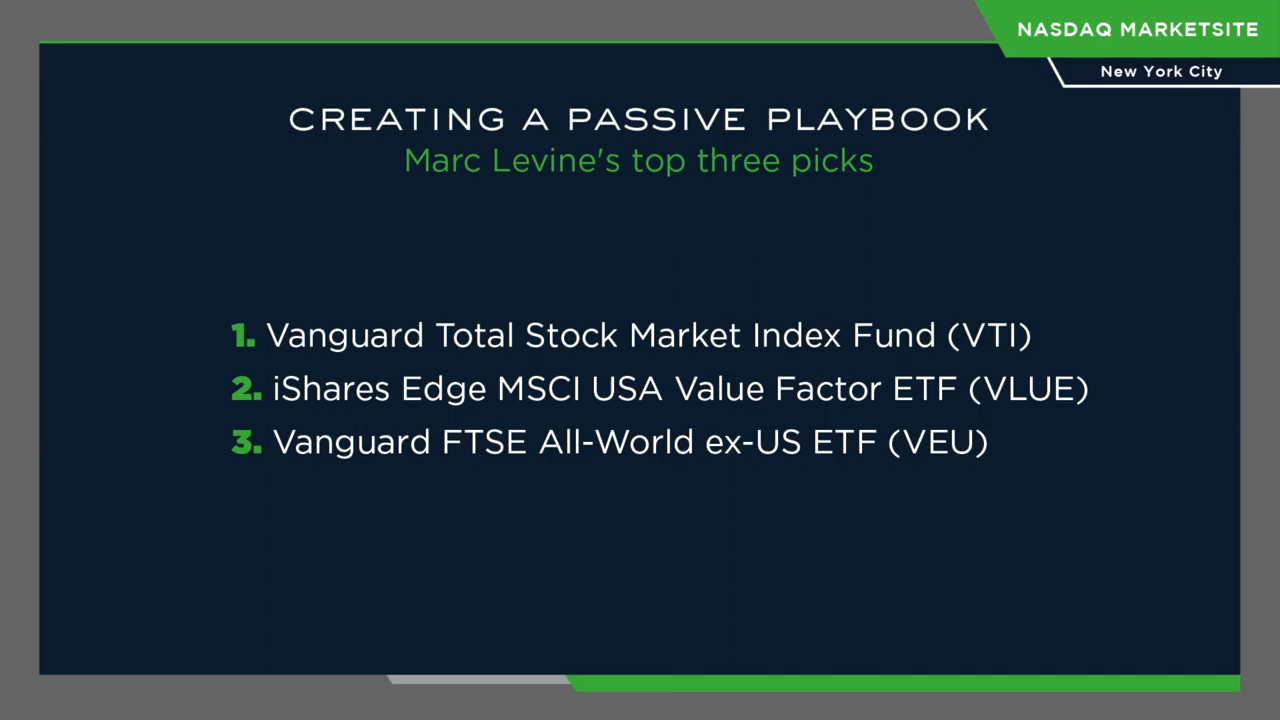 NASDAQ MARKETSITE
New York City
CREATING A PASSIVE PLAYBOOK
Marc Levine's top three picks
1. Vanguard Total Stock Market Index Fund (VTI)
2. iShares Edge MSCI USA Value Factor ETF (VLUE)
3. Vanguard FTSE All-World ex-US ETF (VEU)